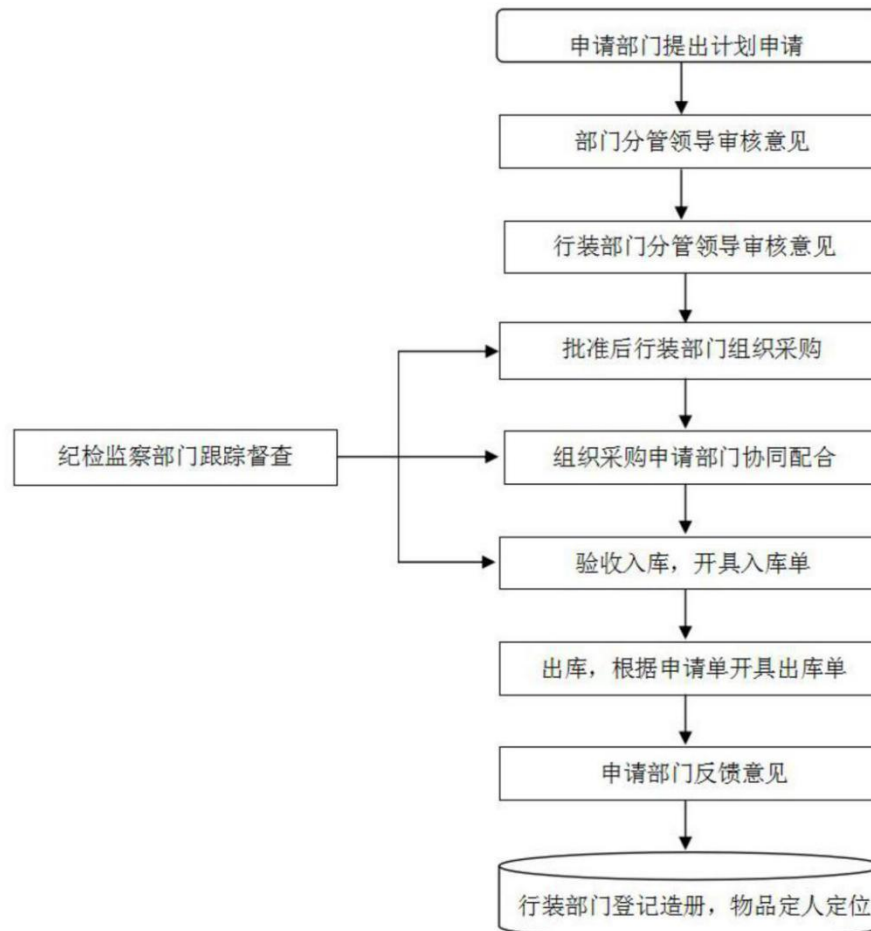 申请部门提出计划申请
部门分管领导审核意见
行装部门分管领导审核意见
批准后行装部门组织采购
纪检监察部门跟踪督查
组织采购申请部门协同配合
验收入库，开具入库单
出库，根据申请单开具出库单
申请部门反馈意见
行装部门登记造册，物品定人定位